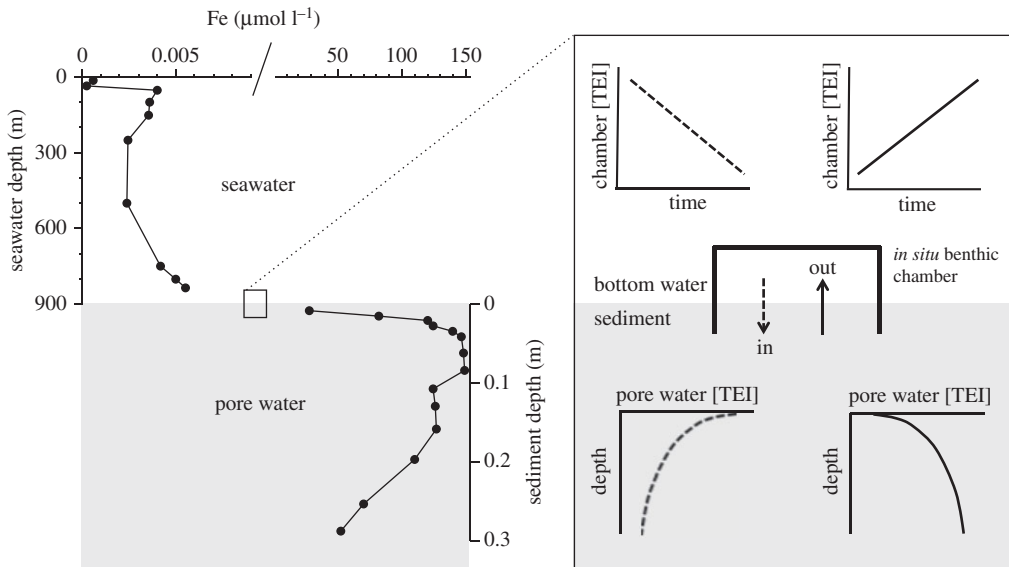 Fe (µmol l⁻¹)
0 0.005 50 100 150
0
300
600
900
seawater depth (m)
seawater
0
0.1
0.2
0.3
sediment depth (m)
pore water
chamber [TEI]
time
chamber [TEI]
time
in situ benthic
chamber
bottom water
out
sediment
in
pore water [TEI]
depth
pore water [TEI]
depth